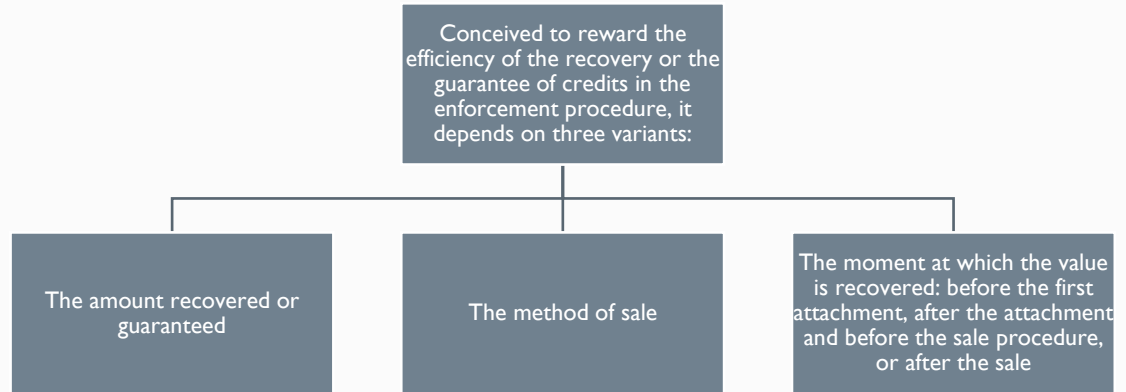 Conceived to reward the
efficiency of the recovery or the
guarantee of credits in the
enforcement procedure, it
depends on three variants:
The amount recovered or
guaranteed
The method of sale
The moment at which the value
is recovered: before the first
attachment, after the attachment
and before the sale procedure,
or after the sale